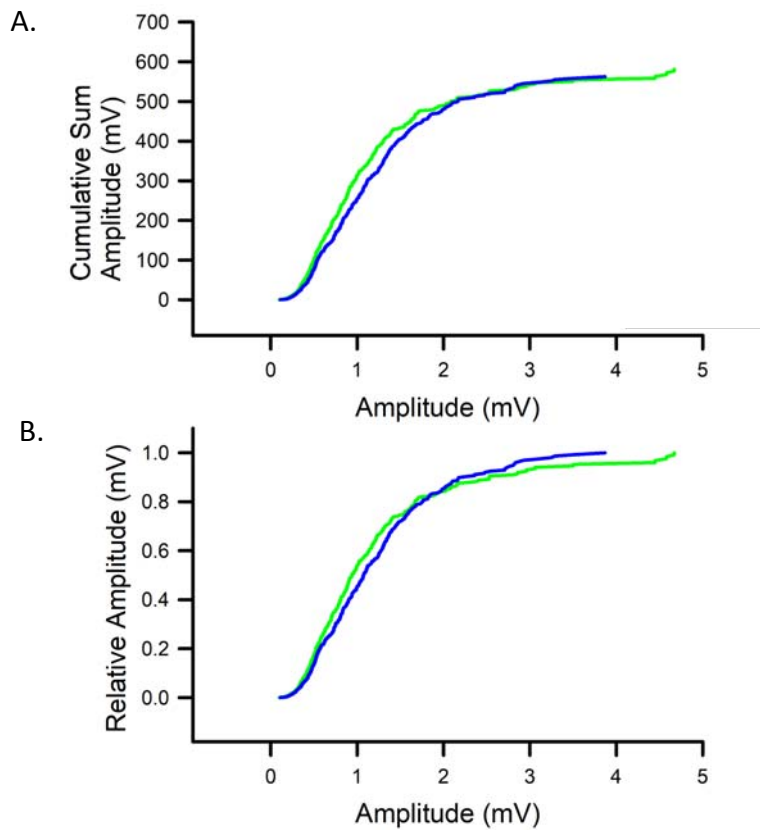 A.
700
600
500
400
300
200
100
0
Cumulative Sum
Amplitude (mV)
0 1 2 3 4 5
Amplitude (mV)
B.
1.0
0.8
0.6
0.4
0.2
0.0
Relative Amplitude (mV)
0 1 2 3 4 5
Amplitude (mV)